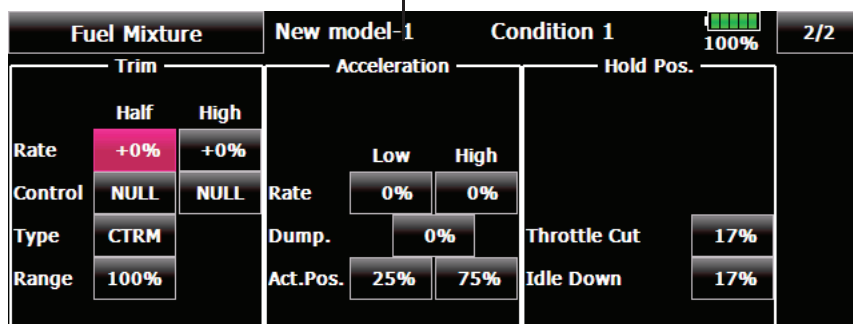 Fuel Mixture New model-1 Condition 1 100% 2/2
Trim Acceleration Hold Pos.
Half High
Rate +0% +0% Low High
Control NULL NULL Rate 0% 0%
Type CTRM Dump. 0% Throttle Cut 17%
Range 100% Act.Pos. 25% 75% Idle Down 17%